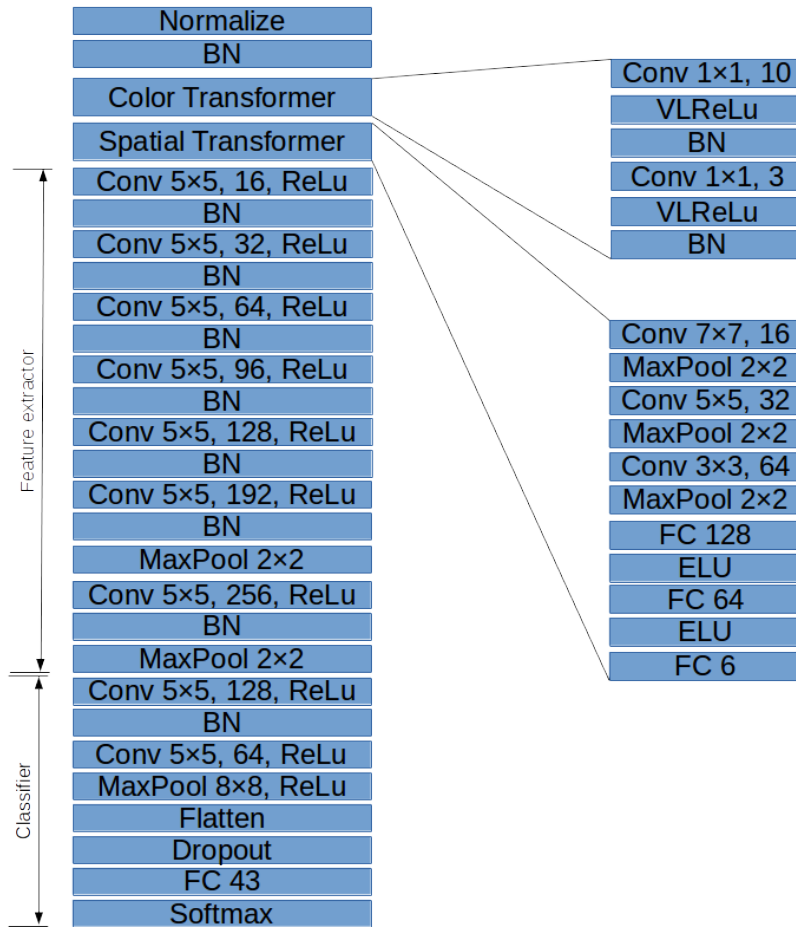 Normalize
BN
Color Transformer
Spatial Transformer
Conv 5×5, 16, ReLu
BN
Conv 5×5, 32, ReLu
BN
Conv 5×5, 64, ReLu
BN
Conv 5×5, 96, ReLu
BN
Conv 5×5, 128, ReLu
BN
Conv 5×5, 192, ReLu
BN
MaxPool 2×2
Conv 5×5, 256, ReLu
BN
MaxPool 2×2
Conv 5×5, 128, ReLu
BN
Conv 5×5, 64, ReLu
MaxPool 8×8, ReLu
Flatten
Dropout
FC 43
Softmax
Feature extractor
Classifier
Conv 1×1, 10
VLReLu
BN
Conv 1×1, 3
VLReLu
BN
Conv 7×7, 16
MaxPool 2×2
Conv 5×5, 32
MaxPool 2×2
Conv 3×3, 64
MaxPool 2×2
FC 128
ELU
FC 64
ELU
FC 6